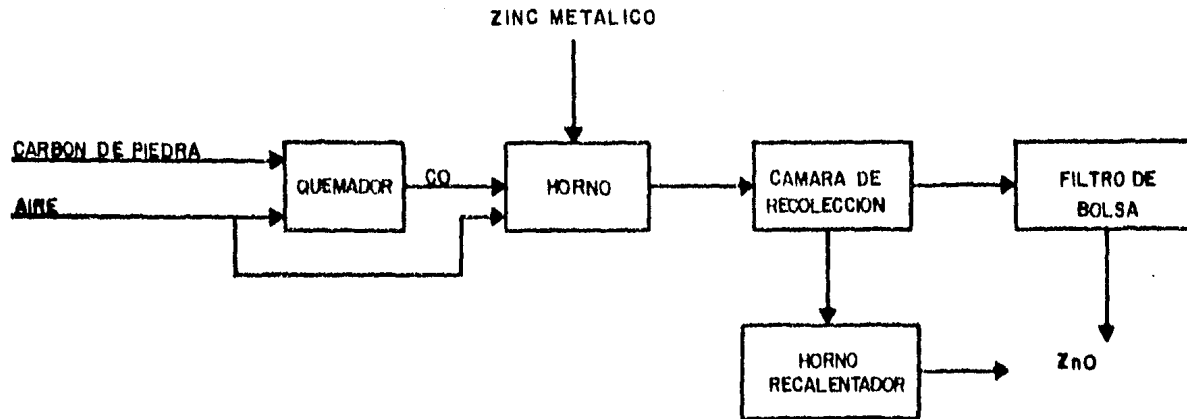 ZINC METALICO
CARBON DE PIEDRA
AIRE
QUEMADOR
CO
HORNO
CAMARA DE
RECOLECCION
FILTRO DE
BOLSA
HORNO
RECALENTADOR
ZnO